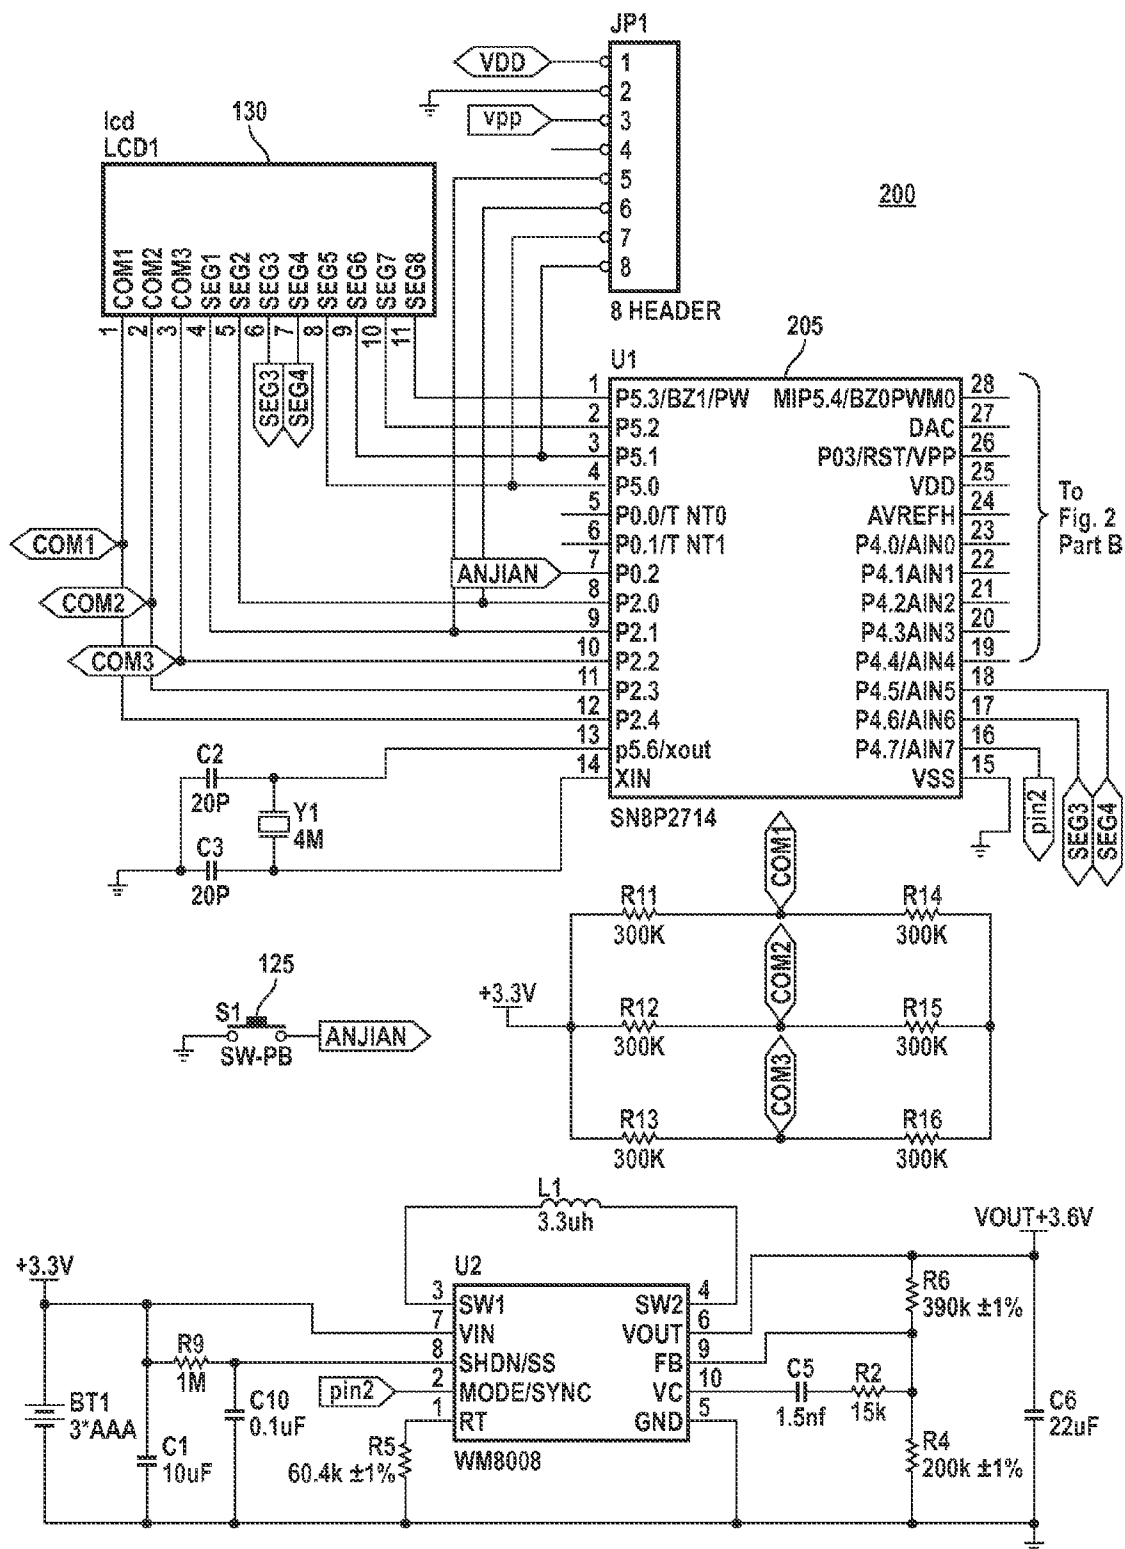 JP1
VDD
1
2
vpp
3
4
5
6
7
8
8 HEADER
130
lcd
LCD1
COM1
COM2
COM3
SEG1
SEG2
SEG3
SEG4
SEG5
SEG6
SEG7
SEG8
1
2
3
4
5
6
7
8
9
10
11
SEG3
SEG4
200
205
U1
1 P5.3/BZ1/PW
2 P5.2
3 P5.1
4 P5.0
5 P0.0/T NT0
6 P0.1/T NT1
ANJIAN
7 P0.2
8 P2.0
9 P2.1
10 P2.2
11 P2.3
12 P2.4
13 p5.6/xout
14 XIN
MIP5.4/BZ0PWM0 28
DAC 27
P03/RST/VPP 26
VDD 25
AVREFH 24
P4.0/AIN0 23
P4.1AIN1 22
P4.2AIN2 21
P4.3AIN3 20
P4.4/AIN4 19
P4.5/AIN5 18
P4.6/AIN6 17
P4.7/AIN7 16
VSS 15
SN8P2714
To
Fig. 2
Part B
COM1
COM2
COM3
pin2
SEG3
SEG4
C2
20P
Y1
4M
C3
20P
125
S1
SW-PB
ANJIAN
COM1
R11
300K
R14
300K
+3.3V
COM2
R12
300K
R15
300K
COM3
R13
300K
R16
300K
L1
3.3uh
VOUT+3.6V
+3.3V
U2
3 SW1
7 VIN
8 SHDN/SS
pin2
2 MODE/SYNC
1 RT
SW2 4
VOUT 6
FB 9
VC 10
GND 5
WM8008
R9
1M
BT1
3*AAA
C10
0.1uF
C1
10uF
R5
60.4k ±1%
R6
390k ±1%
C5
1.5nf
R2
15k
R4
200k ±1%
C6
22uF